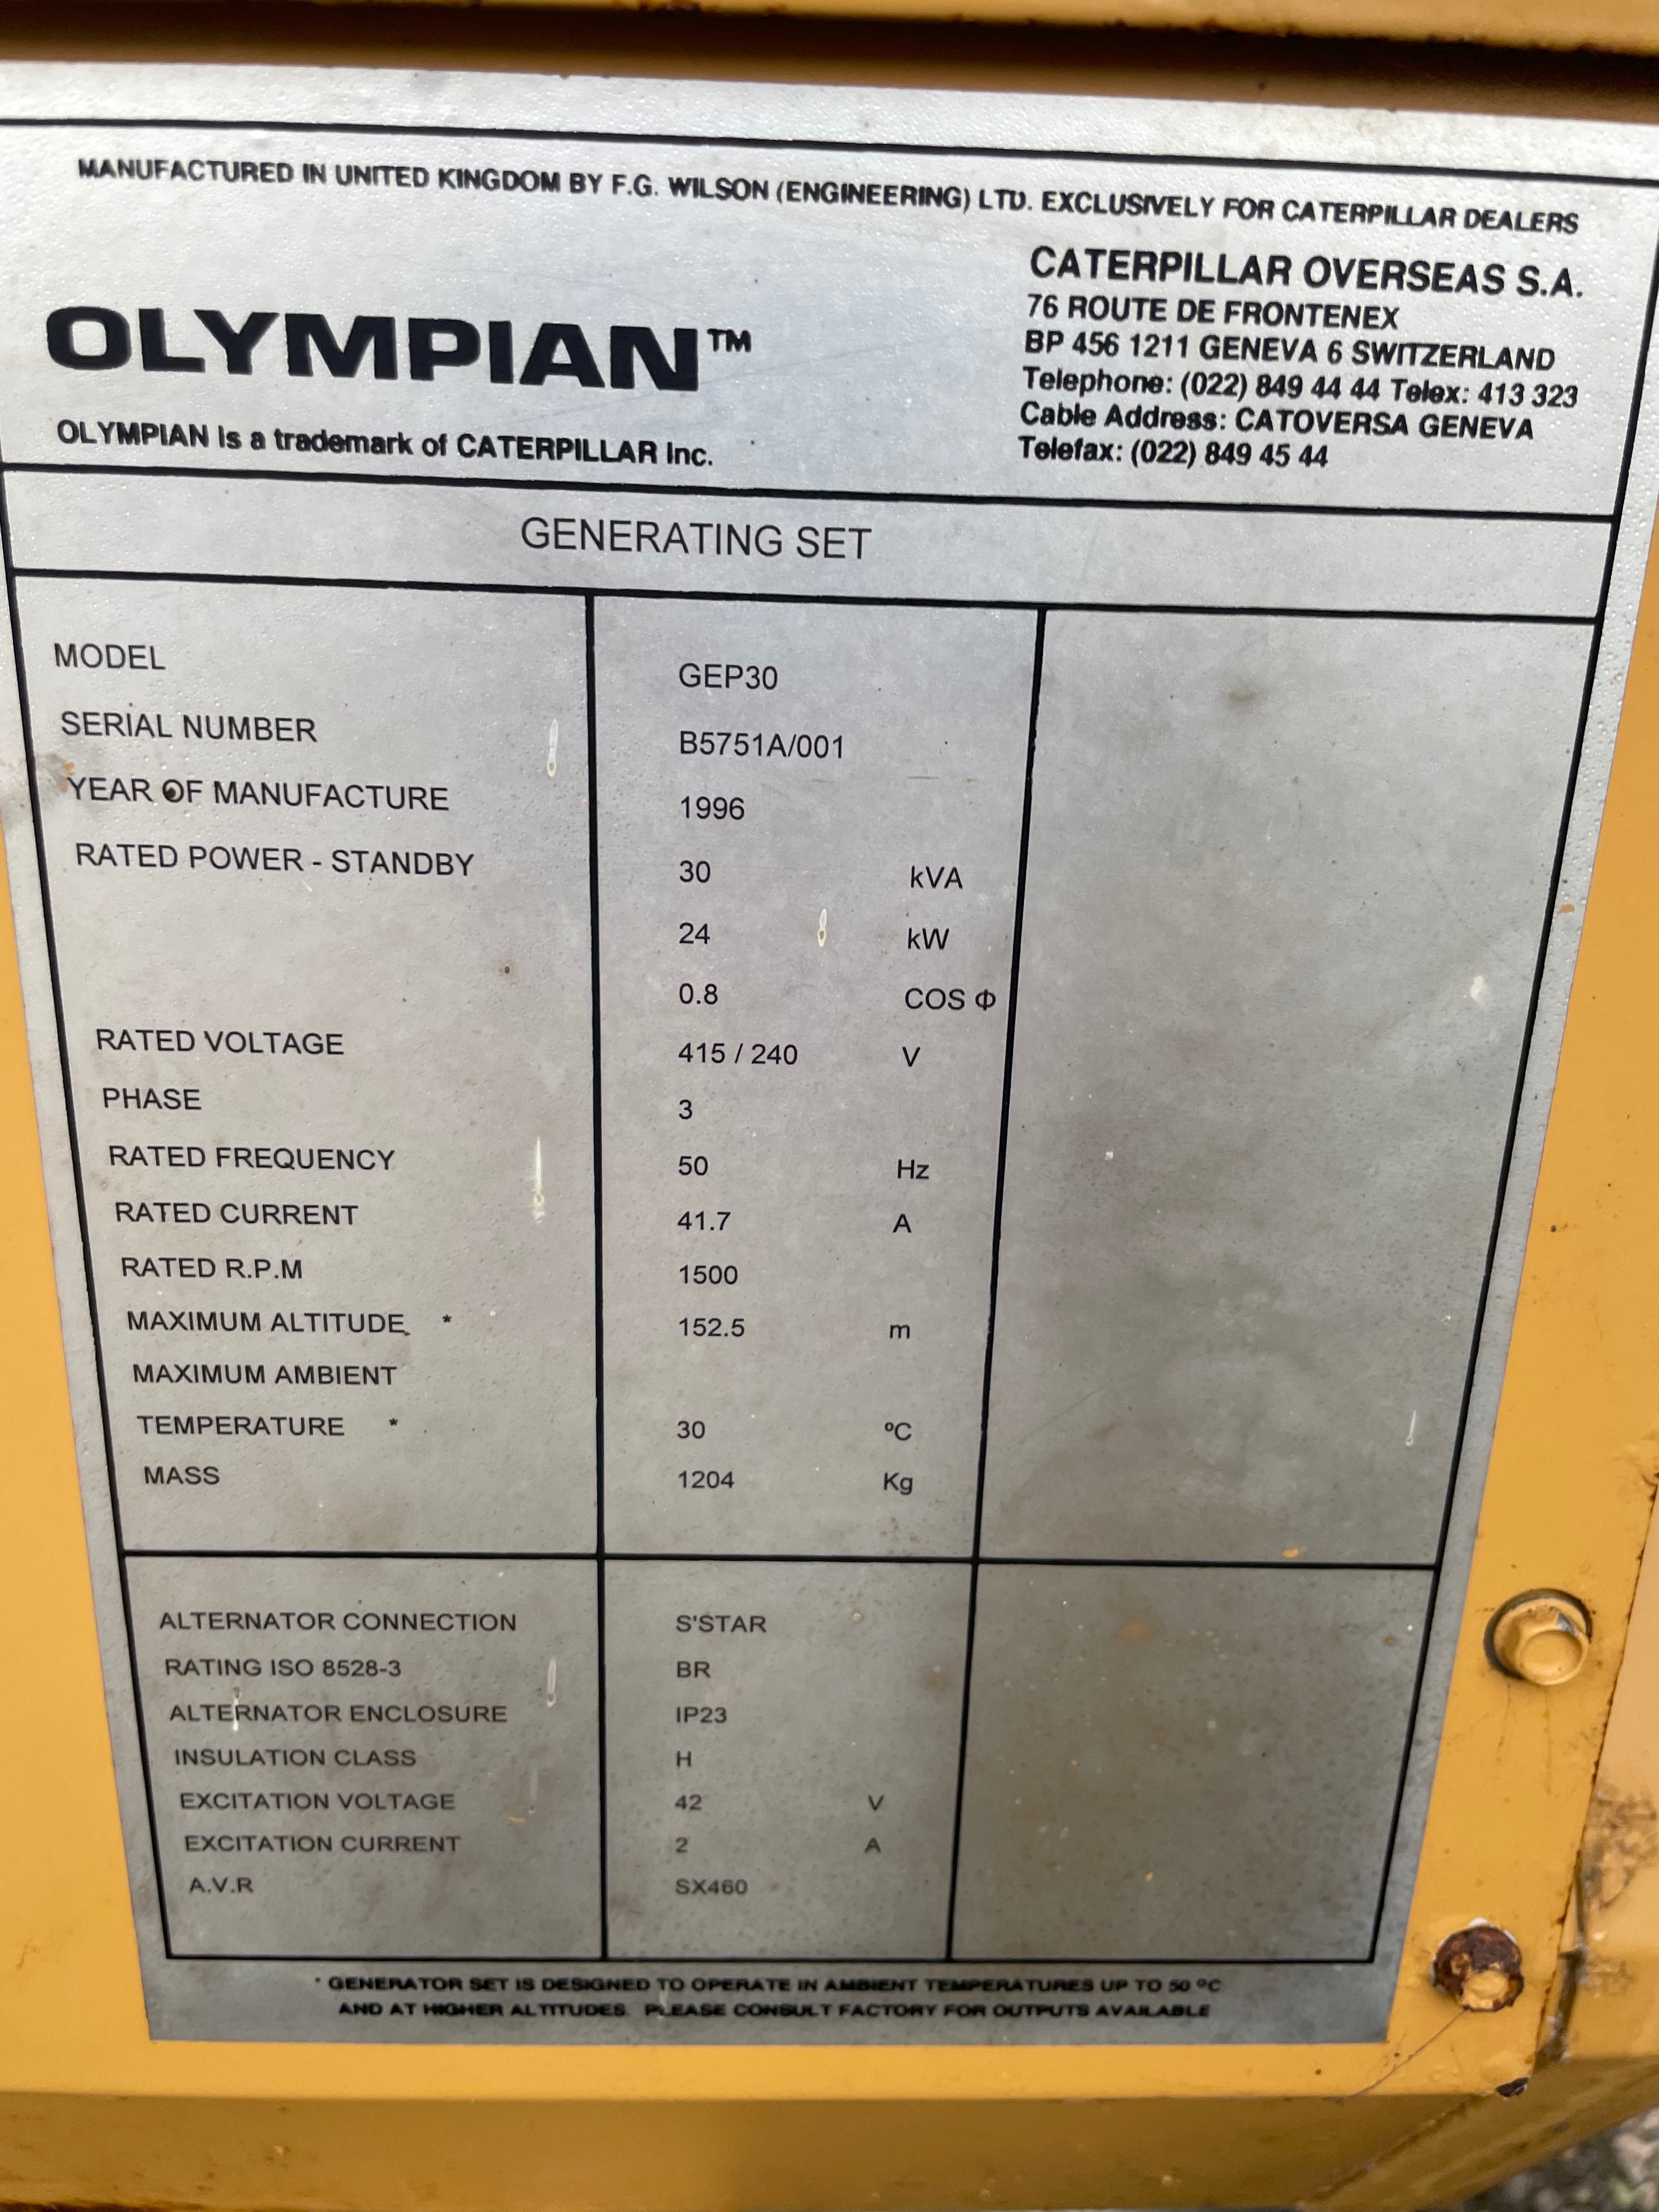 MANUFACTURED IN UNITED KINGDOM BY F.G. WILSON (ENGINEERING) LTD. EXCLUSIVELY FOR CATERPILLAR DEALERS
OLYMPIAN™
OLYMPIAN is a trademark of CATERPILLAR Inc.
CATERPILLAR OVERSEAS S.A.
76 ROUTE DE FRONTENEX
BP 456 1211 GENEVA 6 SWITZERLAND
Telephone: (022) 849 44 44 Telex: 413 323
Cable Address: CATOVERSA GENEVA
Telefax: (022) 849 45 44
GENERATING SET
MODEL GEP30
SERIAL NUMBER B5751A/001
YEAR OF MANUFACTURE 1996
RATED POWER - STANDBY 30 kVA
24 kW
0.8 COS Φ
RATED VOLTAGE 415 / 240 V
PHASE 3
RATED FREQUENCY 50 Hz
RATED CURRENT 41.7 A
RATED R.P.M 1500
MAXIMUM ALTITUDE * 152.5 m
MAXIMUM AMBIENT
TEMPERATURE * 30 ºC
MASS 1204 Kg
ALTERNATOR CONNECTION S'STAR
RATING ISO 8528-3 BR
ALTERNATOR ENCLOSURE IP23
INSULATION CLASS H
EXCITATION VOLTAGE 42 V
EXCITATION CURRENT 2 A
A.V.R SX460
* GENERATOR SET IS DESIGNED TO OPERATE IN AMBIENT TEMPERATURES UP TO 50 ºC
AND AT HIGHER ALTITUDES. PLEASE CONSULT FACTORY FOR OUTPUTS AVAILABLE